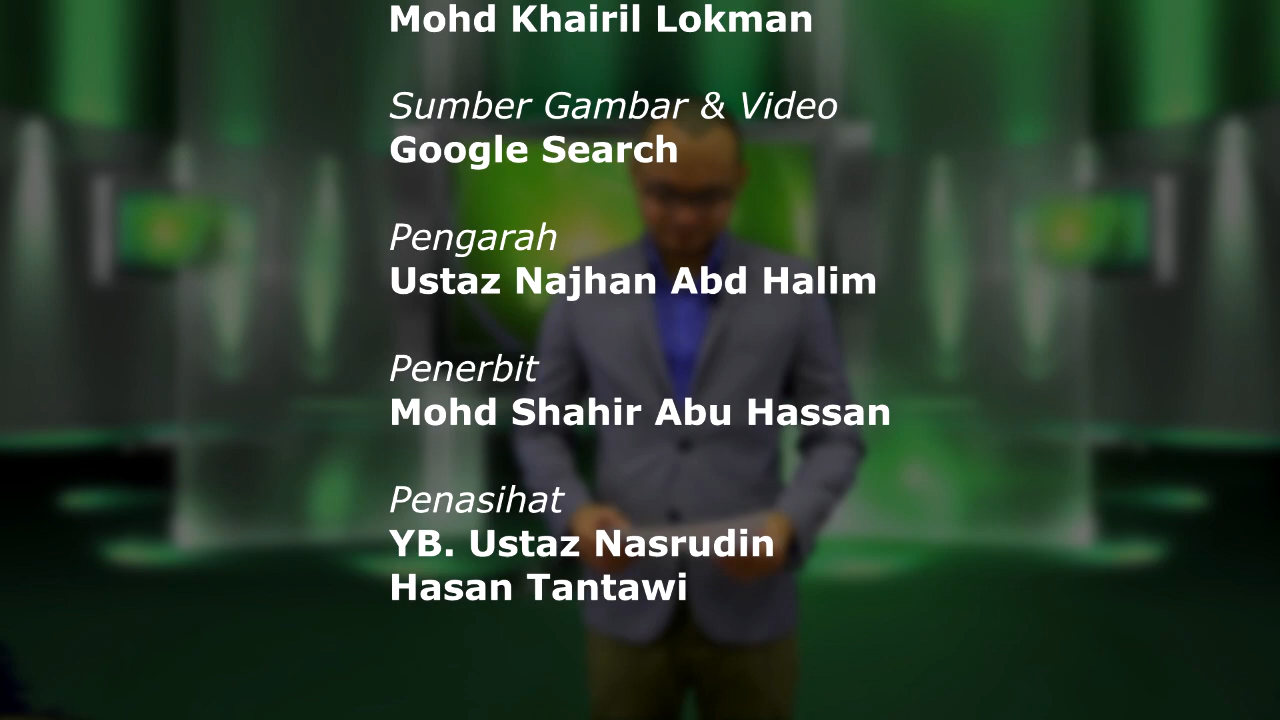 Mohd Khairil Lokman
Sumber Gambar & Video
Google Search
Pengarah
Ustaz Najhan Abd Halim
Penerbit
Mohd Shahir Abu Hassan
Penasihat
YB. Ustaz Nasrudin
Hasan Tantawi